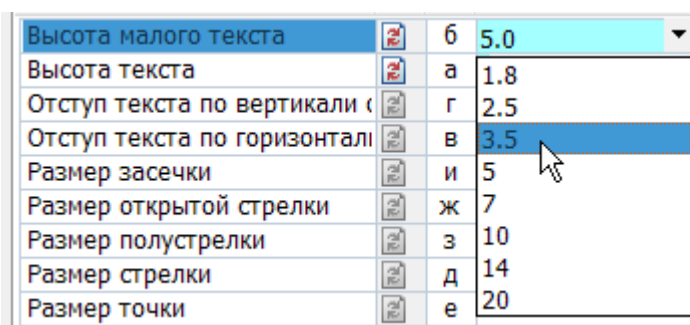 Высота малого текста б 5.0
Высота текста а 1.8
Отступ текста по вертикали г 2.5
Отступ текста по горизонтал в 3.5
Размер засечки и 5
Размер открытой стрелки ж 7
Размер полустрелки з 10
Размер стрелки д 14
Размер точки е 20